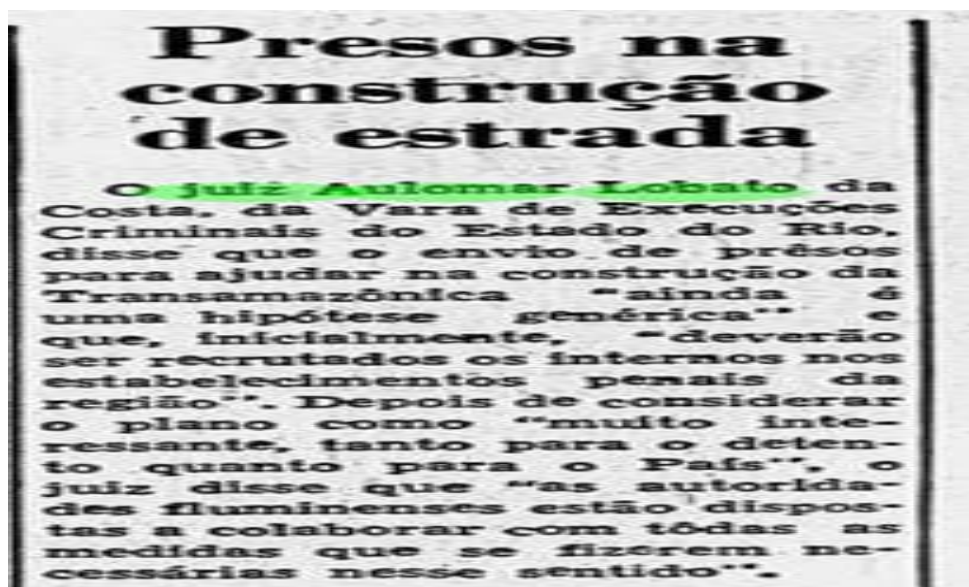 Presos na
construção
de estrada
O juiz Aulomar Lobato da
Costa, da Vara de Execuções
Criminais do Estado do Rio,
disse que o envio de prêsos
para ajudar na construção da
Transamazônica "ainda é
uma hipótese genérica" e
que, inicialmente, "deverão
ser recrutados os internos nos
estabelecimentos penais da
região". Depois de considerar
o plano como "muito inte-
ressante, tanto para o deten-
to quanto para o País", o
juiz disse que "as autorida-
des fluminenses estão dispos-
tas a colaborar com tôdas as
medidas que se fizerem ne-
cessárias nesse sentido".